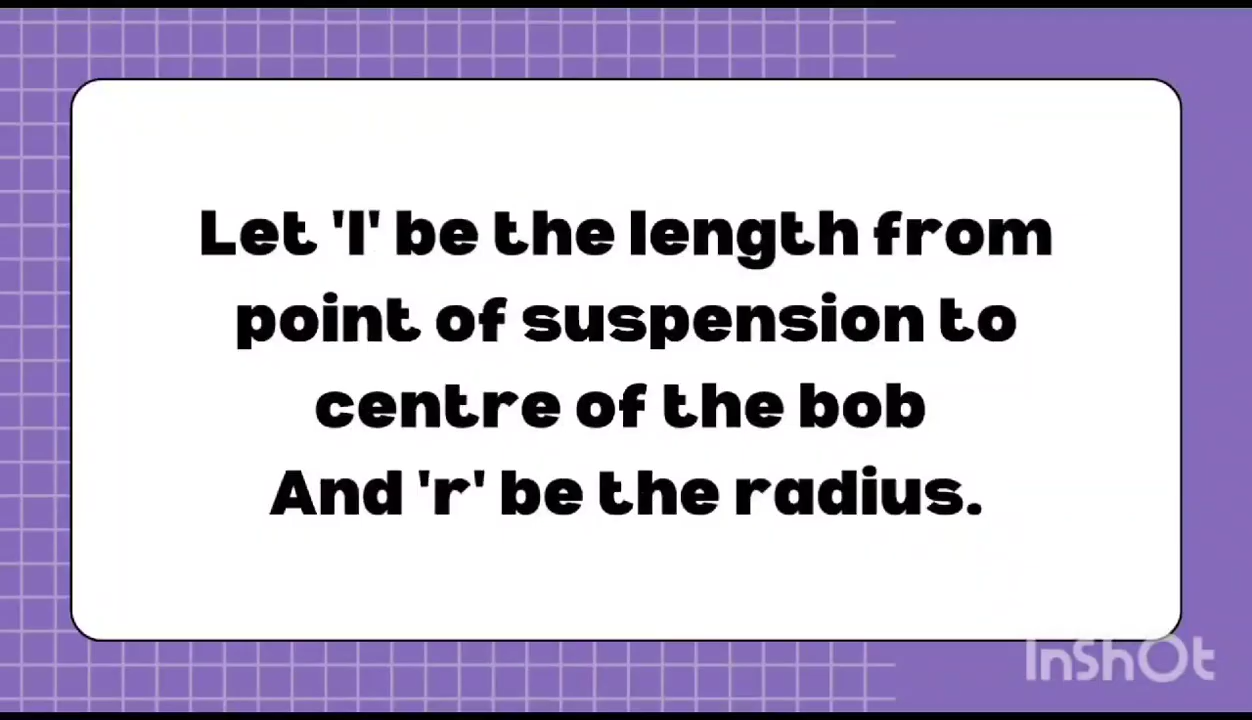 Let 'l' be the length from
point of suspension to
centre of the bob
And 'r' be the radius.
InShOt